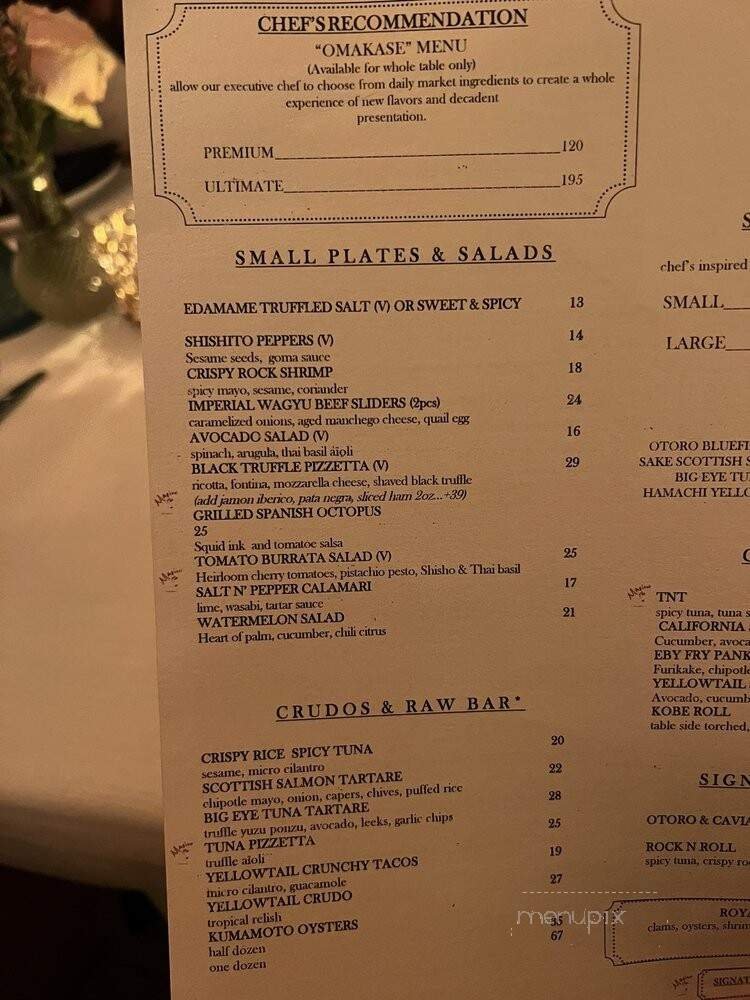 CHEF'S RECOMMENDATION
"OMAKASE" MENU
(Available for whole table only)
allow our executive chef to choose from daily market ingredients to create a whole
experience of new flavors and decadent
presentation.
PREMIUM 120
ULTIMATE 195
SMALL PLATES & SALADS
EDAMAME TRUFFLED SALT (V) OR SWEET & SPICY 13
SHISHITO PEPPERS (V) 14
Sesame seeds, goma sauce
CRISPY ROCK SHRIMP 18
spicy mayo, sesame, coriander
IMPERIAL WAGYU BEEF SLIDERS (2pcs) 24
caramelized onions, aged manchego cheese, quail egg
AVOCADO SALAD (V) 16
spinach, arugula, thai basil áïoli
BLACK TRUFFLE PIZZETTA (V) 29
ricotta, fontina, mozzarella cheese, shaved black truffle
(add jamon iberico, pata negra, sliced ham 2oz...+39)
GRILLED SPANISH OCTOPUS
25
Squid ink and tomatoe salsa
TOMATO BURRATA SALAD (V) 25
Heirloom cherry tomatoes, pistachio pesto, Shisho & Thai basil
SALT N' PEPPER CALAMARI 17
lime, wasabi, tartar sauce
WATERMELON SALAD 21
Heart of palm, cucumber, chili citrus
CRUDOS & RAW BAR*
CRISPY RICE SPICY TUNA 20
sesame, micro cilantro
SCOTTISH SALMON TARTARE 22
chipotle mayo, onion, capers, chives, puffed rice
BIG EYE TUNA TARTARE 28
truffle yuzu ponzu, avocado, leeks, garlic chips
TUNA PIZZETTA 25
truffle aïoli
YELLOWTAIL CRUNCHY TACOS 19
micro cilantro, guacamole
YELLOWTAIL CRUDO 27
tropical relish
KUMAMOTO OYSTERS
half dozen 35
one dozen 67
chef's inspired
SMALL
LARGE
OTORO BLUEFI
SAKE SCOTTISH S
BIG EYE TU
HAMACHI YELLO
TNT
spicy tuna, tuna s
CALIFORNIA
Cucumber, avoca
EBY FRY PANK
Furikake, chipotle
YELLOWTAIL
Avocado, cucumb
KOBE ROLL
table side torched,
SIGN
OTORO & CAVIA
ROCK N ROLL
spicy tuna, crispy ro
ROYA
clams, oysters, shrim
SIGNAT
menupix